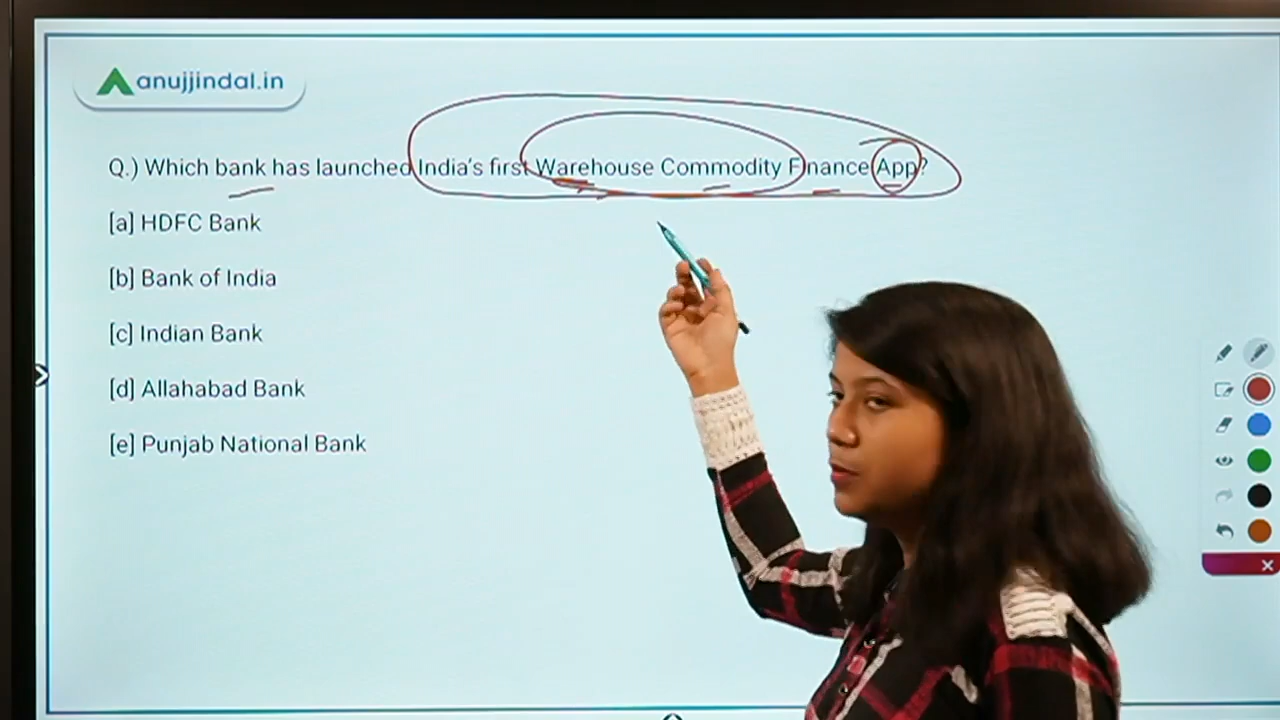 anujjindal.in
Q.) Which bank has launched India's first Warehouse Commodity Finance App?
[a] HDFC Bank
[b] Bank of India
[c] Indian Bank
[d] Allahabad Bank
[e] Punjab National Bank